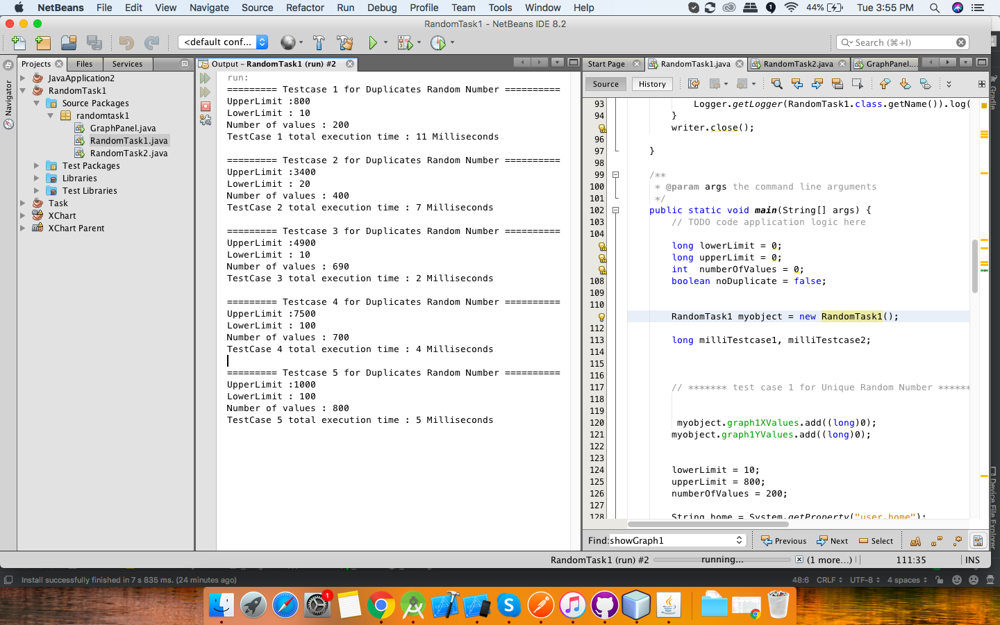 NetBeans File Edit View Navigate Source Refactor Run Debug Profile Team Tools Window Help 1 44% Tue 3:55 PM
RandomTask1 - NetBeans IDE 8.2
<default conf... Search (⌘+I)
Projects Files Services
Navigator
JavaApplication2
RandomTask1
Source Packages
randomtask1
GraphPanel.java
RandomTask1.java
RandomTask2.java
Test Packages
Libraries
Test Libraries
Task
XChart
XChart Parent
Output – RandomTask1 (run) #2
run:
========= Testcase 1 for Duplicates Random Number ==========
UpperLimit :800
LowerLimit : 10
Number of values : 200
TestCase 1 total execution time : 11 Milliseconds
========= Testcase 2 for Duplicates Random Number ==========
UpperLimit :3400
LowerLimit : 20
Number of values : 400
TestCase 2 total execution time : 7 Milliseconds
========= Testcase 3 for Duplicates Random Number ==========
UpperLimit :4900
LowerLimit : 10
Number of values : 690
TestCase 3 total execution time : 2 Milliseconds
========= Testcase 4 for Duplicates Random Number ==========
UpperLimit :7500
LowerLimit : 100
Number of values : 700
TestCase 4 total execution time : 4 Milliseconds
========= Testcase 5 for Duplicates Random Number ==========
UpperLimit :1000
LowerLimit : 100
Number of values : 800
TestCase 5 total execution time : 5 Milliseconds
Start Page RandomTask1.java RandomTask2.java GraphPanel....
Source History
93 Logger.getLogger(RandomTask1.class.getName()).log(
94 }
writer.close();
96
97 }
98
99 /**
100 * @param args the command line arguments
101 */
102 public static void main(String[] args) {
103 // TODO code application logic here
104
long lowerLimit = 0;
long upperLimit = 0;
int numberOfValues = 0;
108 boolean noDuplicate = false;
109
110
RandomTask1 myobject = new RandomTask1();
112
113 long milliTestcase1, milliTestcase2;
114
115
116
117 // ******* test case 1 for Unique Random Number ******
118
119
120 myobject.graph1XValues.add((long)0);
121 myobject.graph1YValues.add((long)0);
122
123
124 lowerLimit = 10;
125 upperLimit = 800;
126 numberOfValues = 200;
127
128 String home = System.getProperty("user.home");
Find: showGraph1 Previous Next Select
RandomTask1 (run) #2 running... (1 more...) 111:35 INS
Gradle
Device File Explorer
Install successfully finished in 7 s 835 ms. (24 minutes ago) 48:6 CRLF UTF-8 4 spaces
1